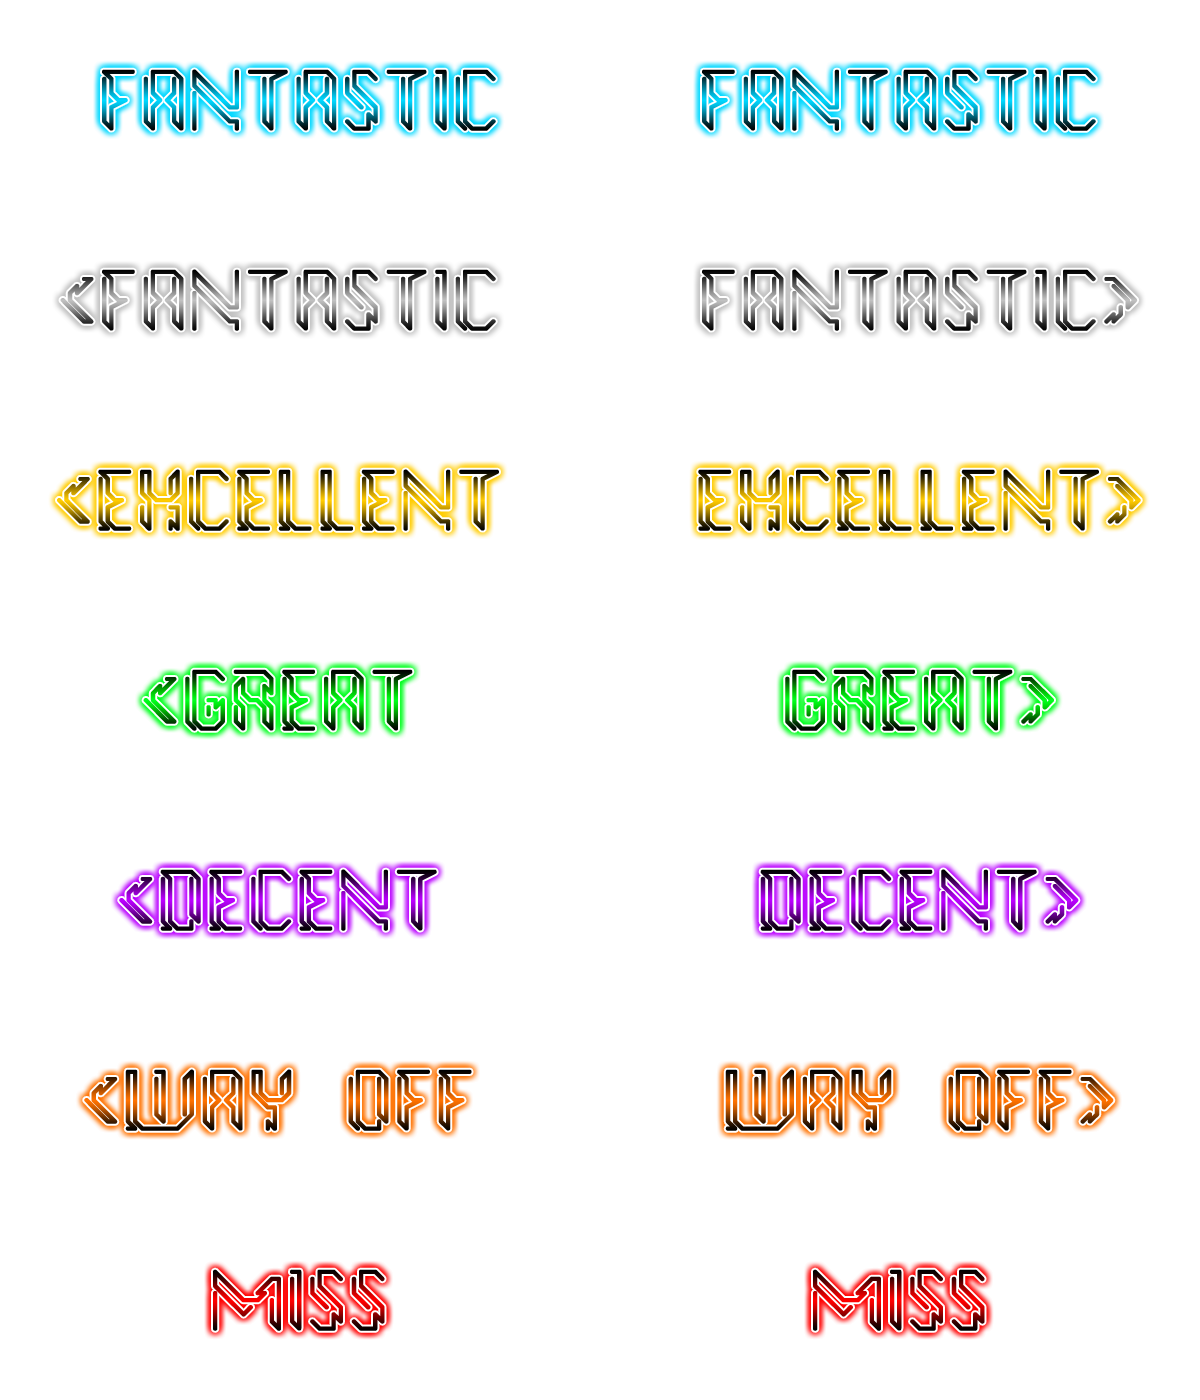 FANTASTIC FANTASTIC
<FANTASTIC FANTASTIC>
<EXCELLENT EXCELLENT>
<GREAT GREAT>
<DECENT DECENT>
<WAY OFF WAY OFF>
MISS MISS